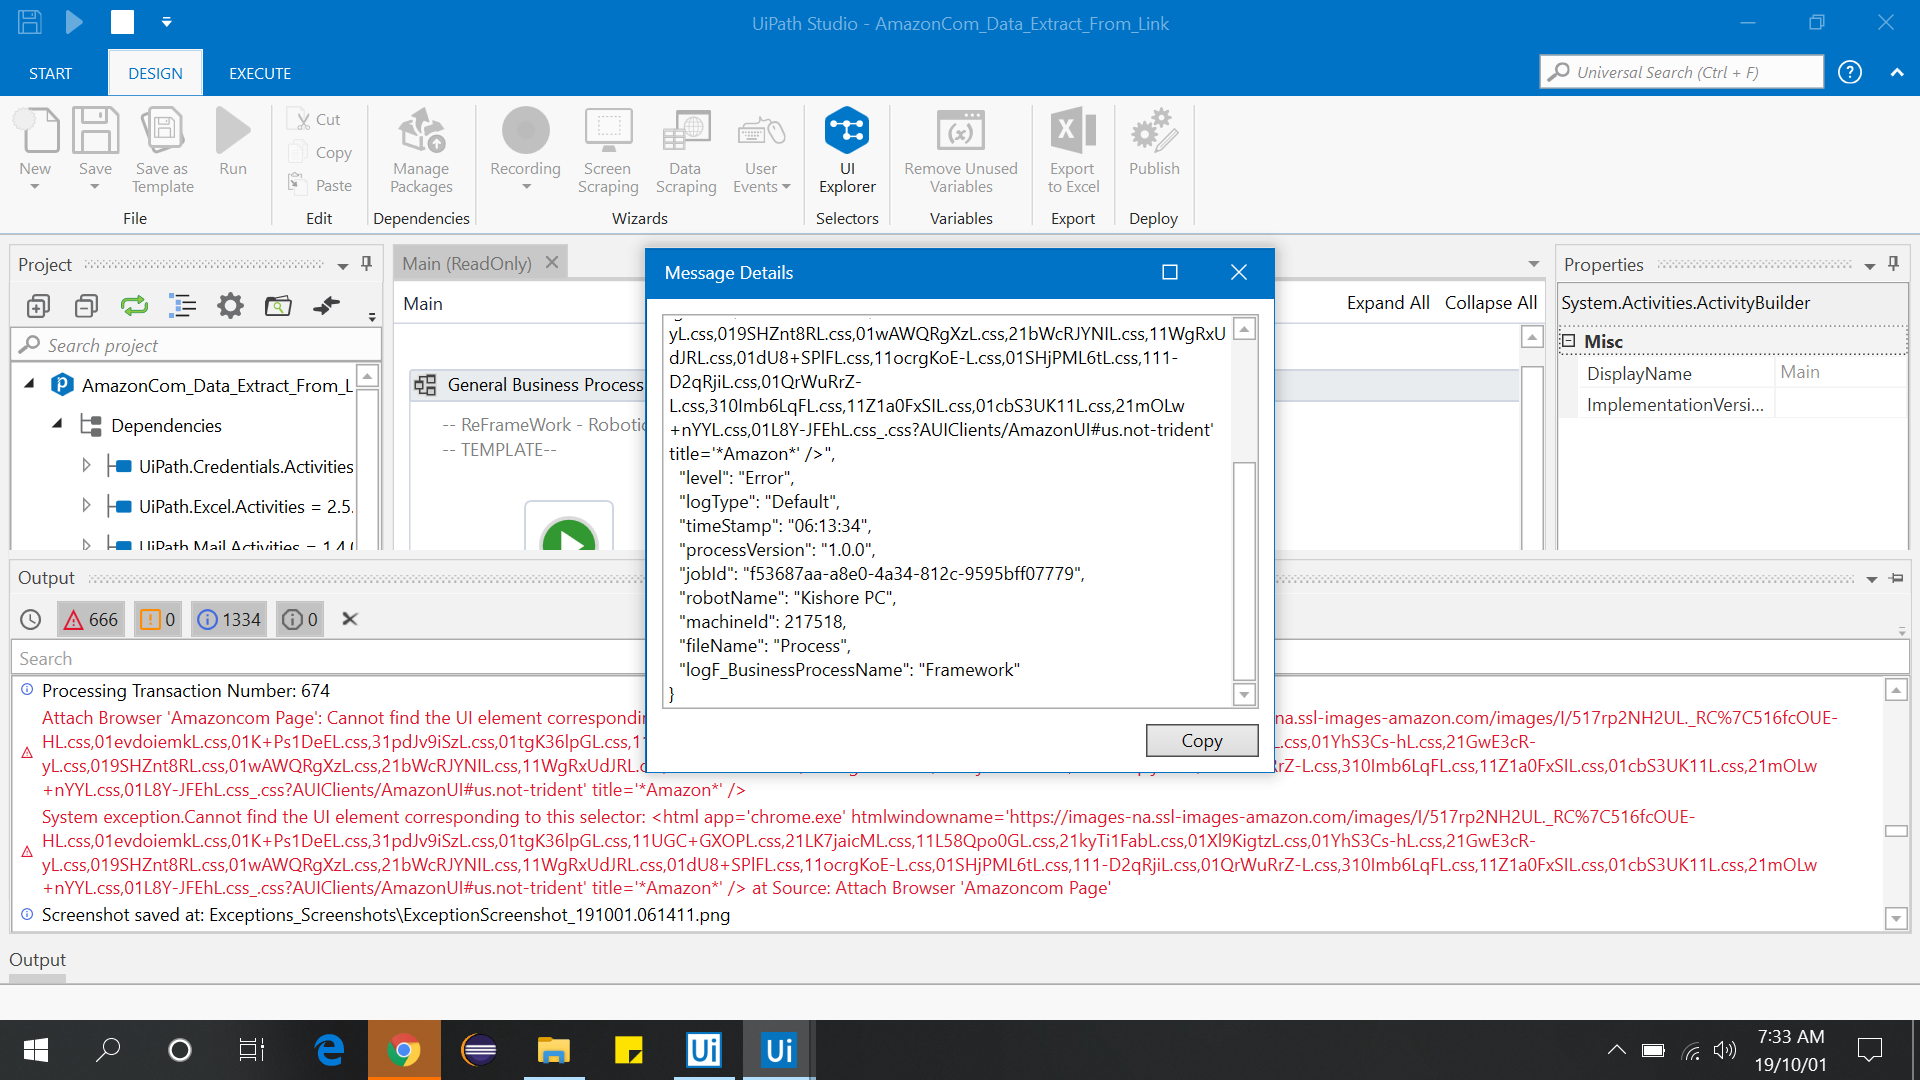 UiPath Studio - AmazonCom_Data_Extract_From_Link
START
DESIGN
EXECUTE
Universal Search (Ctrl + F)
New
Save
Save as
Template
Run
File
Cut
Copy
Paste
Edit
Manage
Packages
Dependencies
Recording
Screen
Scraping
Data
Scraping
User
Events
Wizards
UI
Explorer
Selectors
Remove Unused
Variables
Variables
Export
to Excel
Export
Publish
Deploy
Project
Search project
AmazonCom_Data_Extract_From_L
Dependencies
UiPath.Credentials.Activities
UiPath.Excel.Activities = 2.5.
UiPath.Mail.Activities = 1.4.
Main (ReadOnly)
Main
Expand All Collapse All
General Business Process
-- ReFrameWork - Robotic
-- TEMPLATE--
Properties
System.Activities.ActivityBuilder
Misc
DisplayName Main
ImplementationVersi...
Message Details
yL.css,019SHZnt8RL.css,01wAWQRgXzL.css,21bWcRJYNIL.css,11WgRxU
dJRL.css,01dU8+SPlFL.css,11ocrgKoE-L.css,01SHjPML6tL.css,111-
D2qRjiL.css,01QrWuRrZ-
L.css,310Imb6LqFL.css,11Z1a0FxSIL.css,01cbS3UK11L.css,21mOLw
+nYYL.css,01L8Y-JFEhL.css_.css?AUIClients/AmazonUI#us.not-trident'
title='*Amazon*' />",
"level": "Error",
"logType": "Default",
"timeStamp": "06:13:34",
"processVersion": "1.0.0",
"jobId": "f53687aa-a8e0-4a34-812c-9595bff07779",
"robotName": "Kishore PC",
"machineId": 217518,
"fileName": "Process",
"logF_BusinessProcessName": "Framework"
}
Copy
Output
666
0
1334
0
Search
Processing Transaction Number: 674
Attach Browser 'Amazoncom Page': Cannot find the UI element correspondin na.ssl-images-amazon.com/images/I/517rp2NH2UL._RC%7C516fcOUE-
HL.css,01evdoiemkL.css,01K+Ps1DeEL.css,31pdJv9iSzL.css,01tgK36lpGL.css,11 L.css,01YhS3Cs-hL.css,21GwE3cR-
yL.css,019SHZnt8RL.css,01wAWQRgXzL.css,21bWcRJYNIL.css,11WgRxUdJRL.c rZ-L.css,310Imb6LqFL.css,11Z1a0FxSIL.css,01cbS3UK11L.css,21mOLw
+nYYL.css,01L8Y-JFEhL.css_.css?AUIClients/AmazonUI#us.not-trident' title='*Amazon*' />
System exception.Cannot find the UI element corresponding to this selector: <html app='chrome.exe' htmlwindowname='https://images-na.ssl-images-amazon.com/images/I/517rp2NH2UL._RC%7C516fcOUE-
HL.css,01evdoiemkL.css,01K+Ps1DeEL.css,31pdJv9iSzL.css,01tgK36lpGL.css,11UGC+GXOPL.css,21LK7jaicML.css,11L58Qpo0GL.css,21kyTi1FabL.css,01Xl9KigtzL.css,01YhS3Cs-hL.css,21GwE3cR-
yL.css,019SHZnt8RL.css,01wAWQRgXzL.css,21bWcRJYNIL.css,11WgRxUdJRL.css,01dU8+SPlFL.css,11ocrgKoE-L.css,01SHjPML6tL.css,111-D2qRjiL.css,01QrWuRrZ-L.css,310Imb6LqFL.css,11Z1a0FxSIL.css,01cbS3UK11L.css,21mOLw
+nYYL.css,01L8Y-JFEhL.css_.css?AUIClients/AmazonUI#us.not-trident' title='*Amazon*' /> at Source: Attach Browser 'Amazoncom Page'
Screenshot saved at: Exceptions_Screenshots\ExceptionScreenshot_191001.061411.png
Output
Ui
Ui
7:33 AM
19/10/01